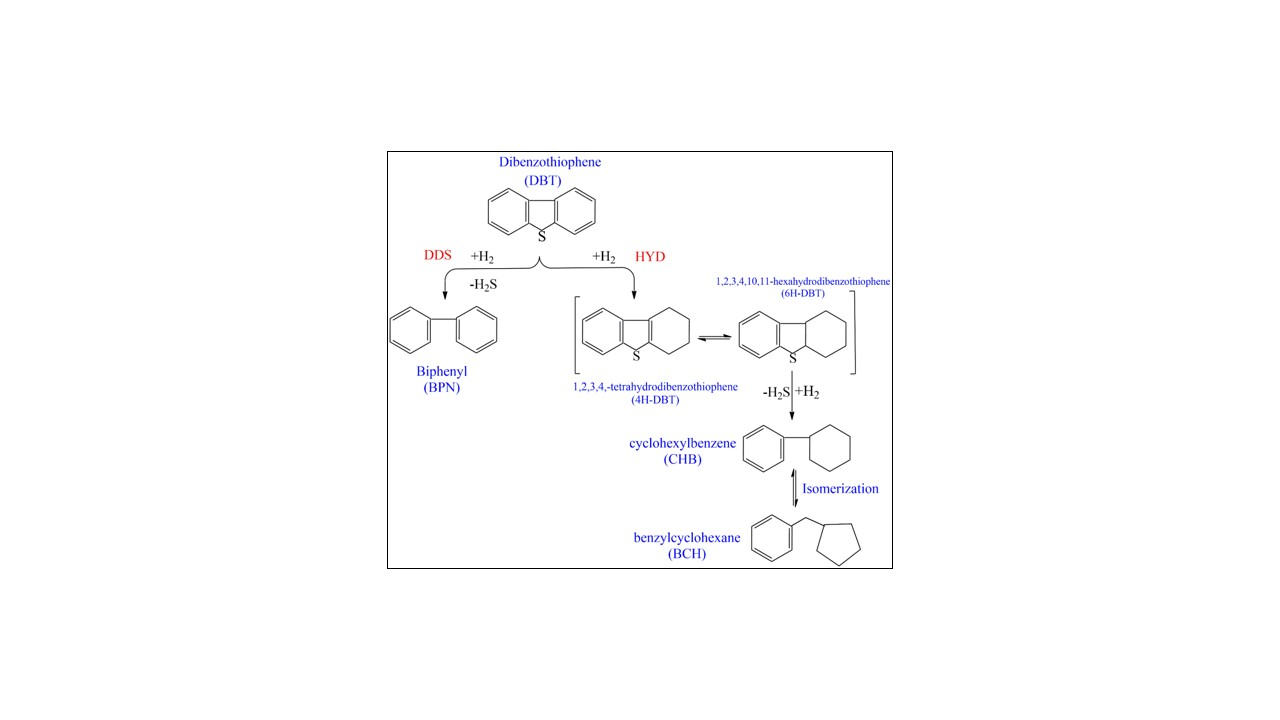 Dibenzothiophene
(DBT)
S
DDS +H2 +H2 HYD
-H2S
1,2,3,4,10,11-hexahydrodibenzothiophene
(6H-DBT)
S
S
Biphenyl
(BPN)
1,2,3,4,-tetrahydrodibenzothiophene
(4H-DBT)
-H2S +H2
cyclohexylbenzene
(CHB)
Isomerization
benzylcyclohexane
(BCH)